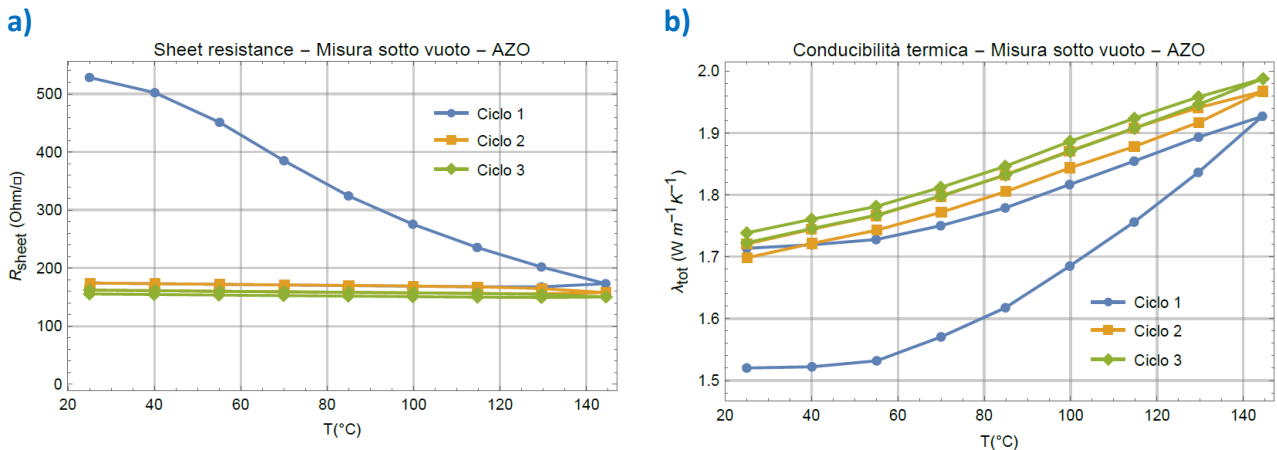 a)
Sheet resistance – Misura sotto vuoto – AZO
Rsheet (Ohm/□)
500
400
300
200
100
0
Ciclo 1
Ciclo 2
Ciclo 3
20 40 60 80 100 120 140
T(°C)
b)
Conducibilità termica – Misura sotto vuoto – AZO
λtot (W m⁻¹ K⁻¹)
2.0
1.9
1.8
1.7
1.6
1.5
Ciclo 1
Ciclo 2
Ciclo 3
20 40 60 80 100 120 140
T(°C)